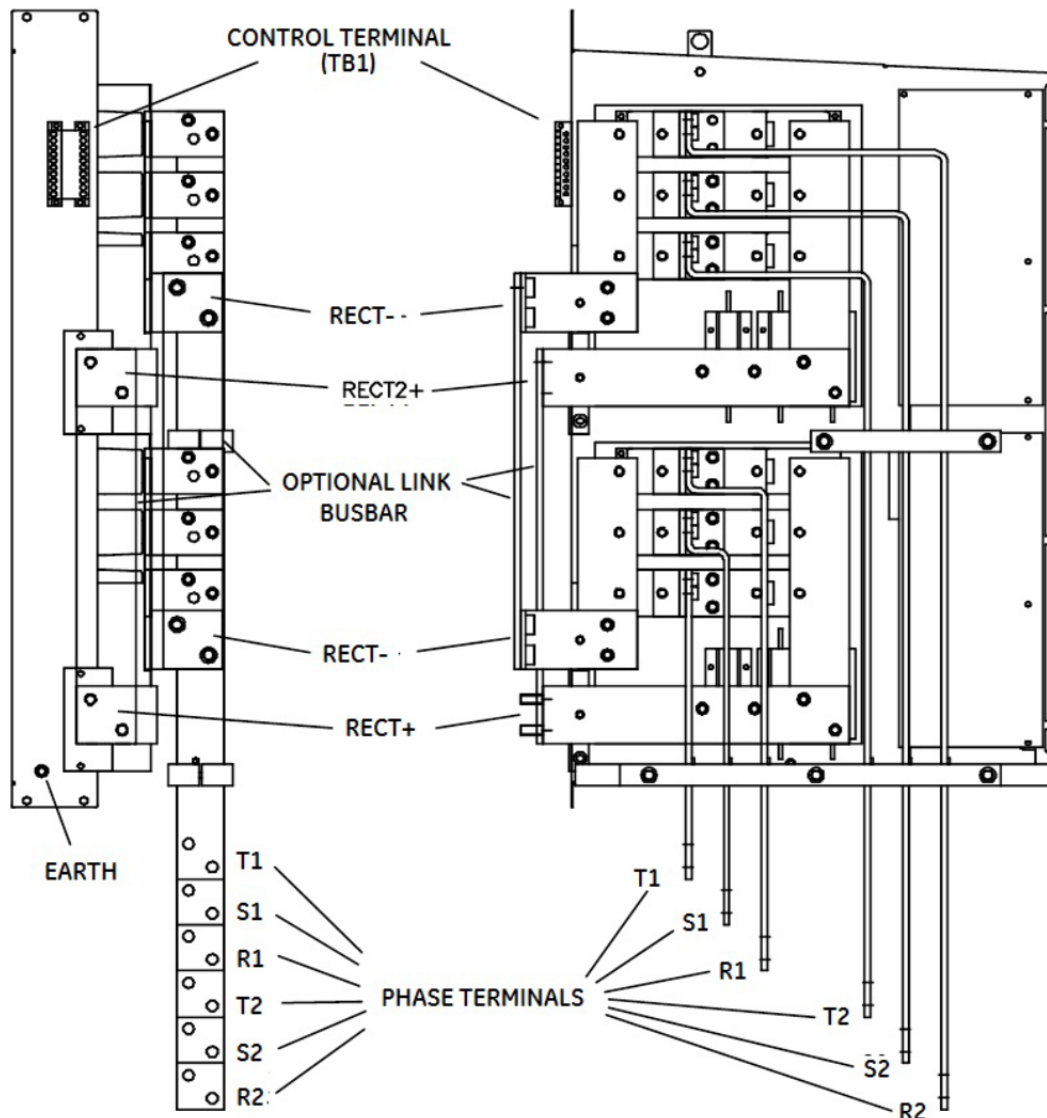 CONTROL TERMINAL
(TB1)
RECT-
RECT2+
OPTIONAL LINK
BUSBAR
RECT-
RECT+
EARTH
T1
S1
R1
T2
S2
R2
PHASE TERMINALS
T1
S1
R1
T2
S2
R2